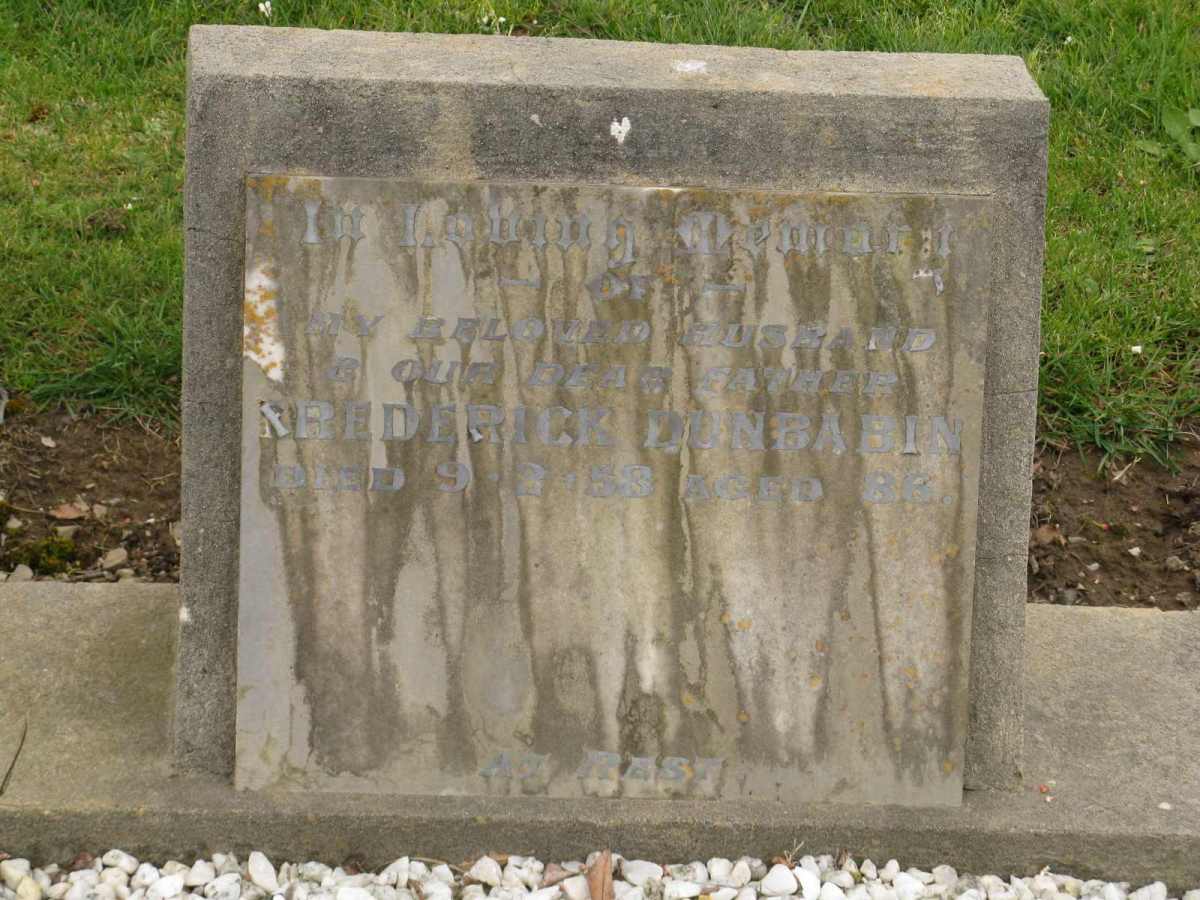 In Loving Memory
– OF –
MY BELOVED HUSBAND
& OUR DEAR FATHER
FREDERICK DUNBABIN
DIED 9·2·53 AGED 86.
AT REST